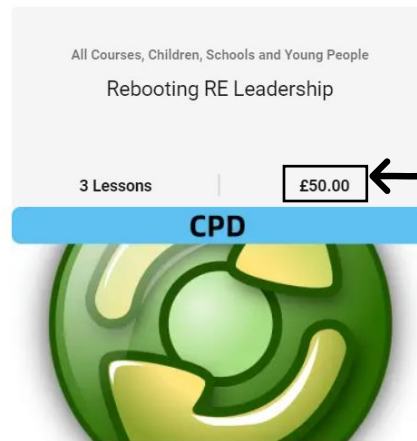 All Courses, Children, Schools and Young People
Rebooting RE Leadership
3 Lessons
£50.00
CPD